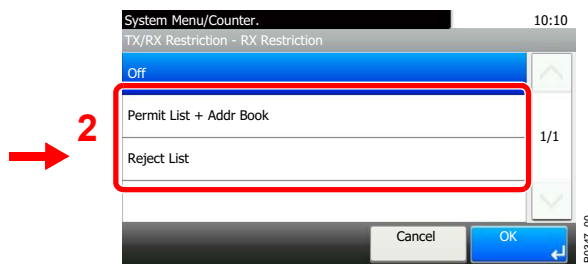 System Menu/Counter.
10:10
TX/RX Restriction - RX Restriction
Off
Permit List + Addr Book
2
1/1
Reject List
Cancel
OK